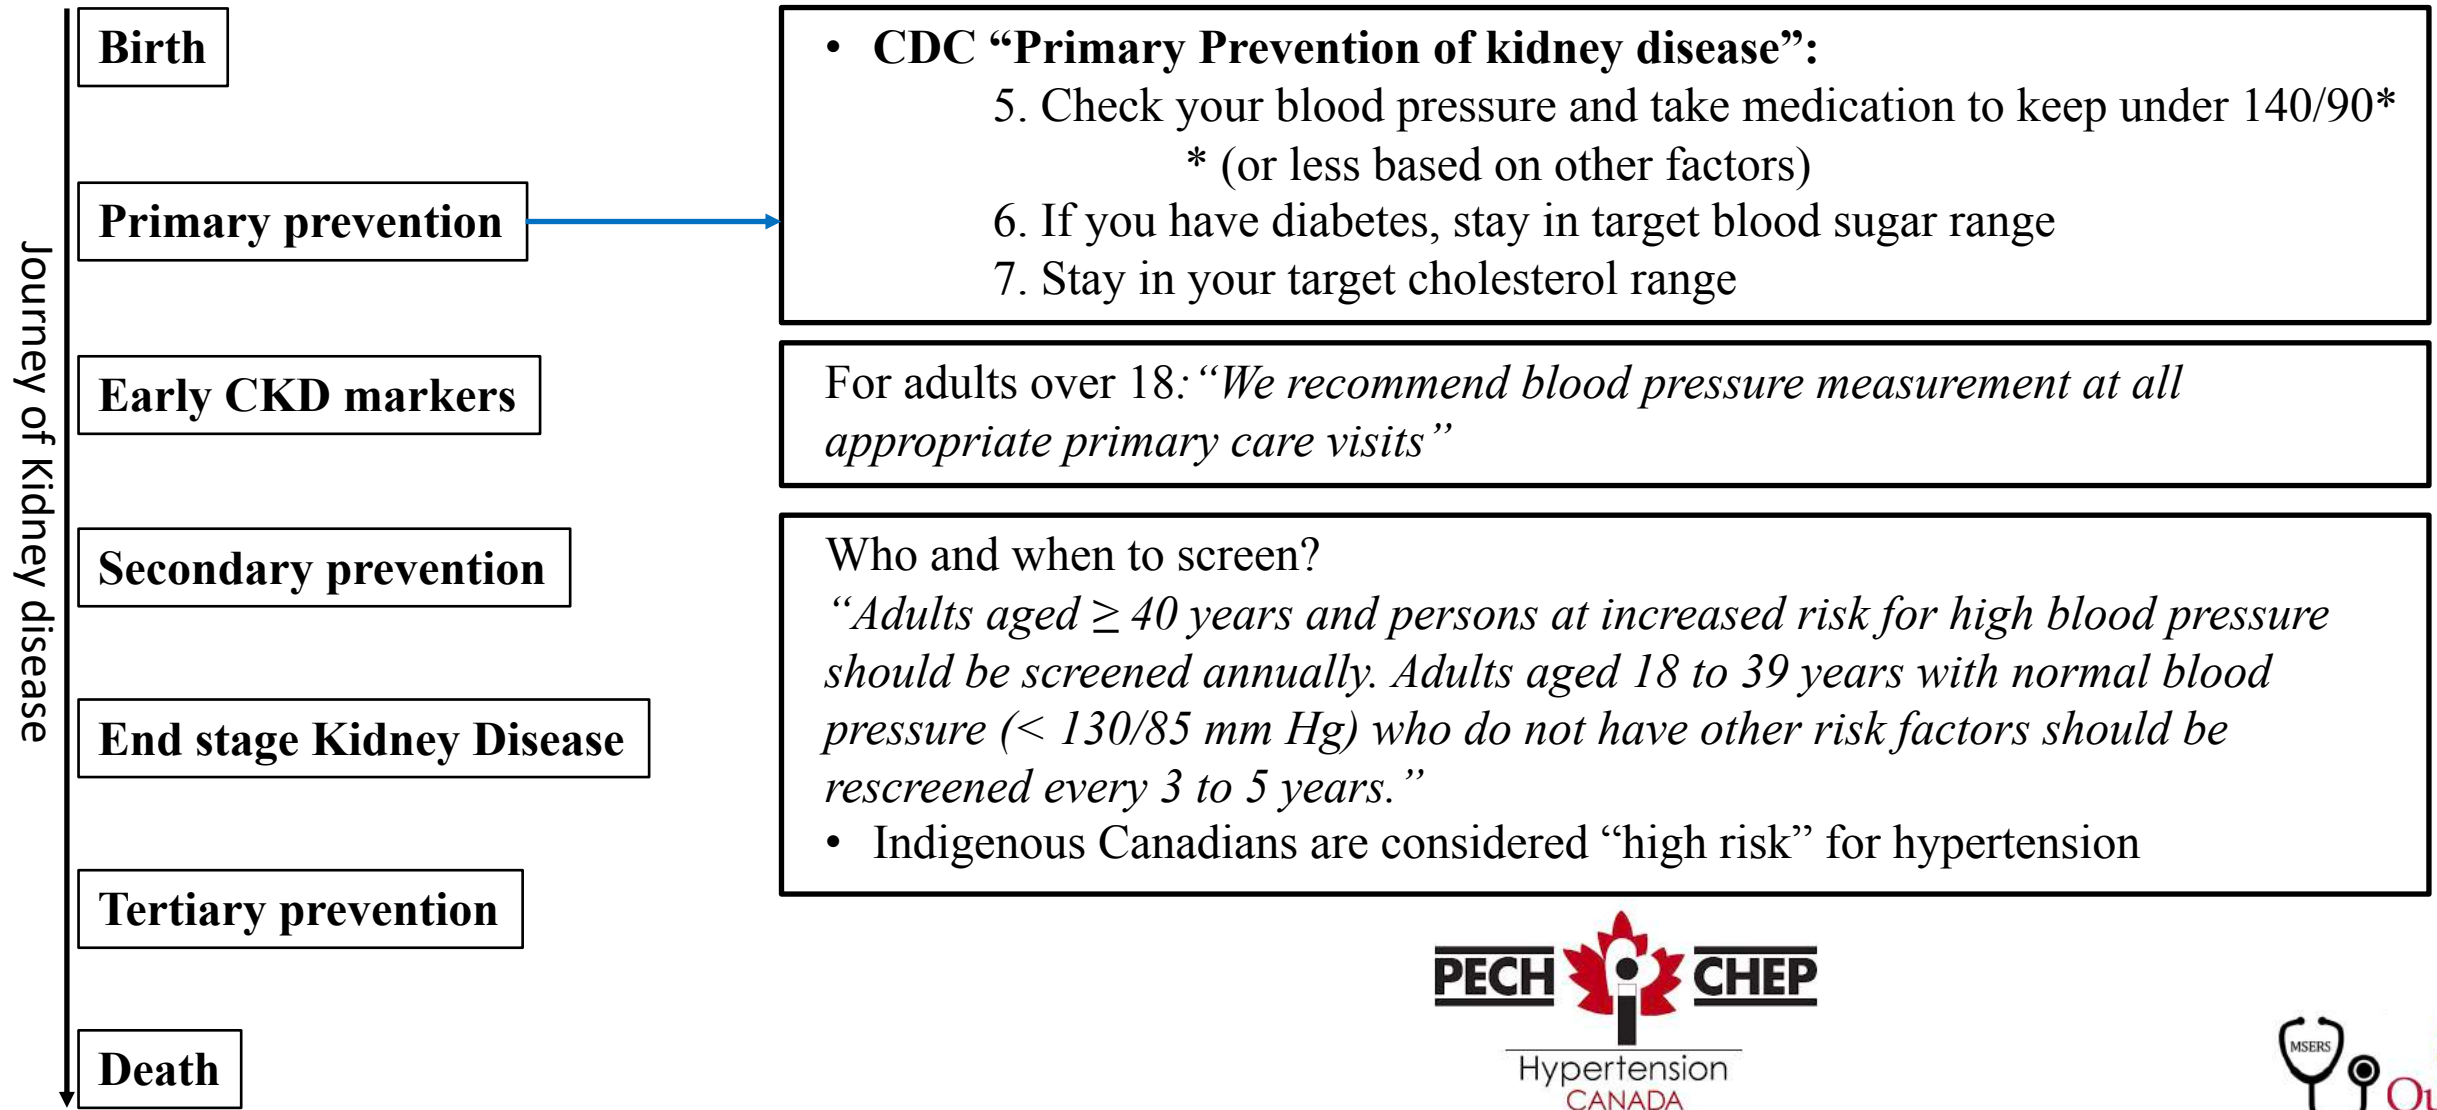 Journey of Kidney disease
Birth
Primary prevention
Early CKD markers
Secondary prevention
End stage Kidney Disease
Tertiary prevention
Death
• CDC “Primary Prevention of kidney disease”:
5. Check your blood pressure and take medication to keep under 140/90*
* (or less based on other factors)
6. If you have diabetes, stay in target blood sugar range
7. Stay in your target cholesterol range
For adults over 18:“We recommend blood pressure measurement at all
appropriate primary care visits”
Who and when to screen?
“Adults aged ≥ 40 years and persons at increased risk for high blood pressure
should be screened annually. Adults aged 18 to 39 years with normal blood
pressure (< 130/85 mm Hg) who do not have other risk factors should be
rescreened every 3 to 5 years.”
• Indigenous Canadians are considered “high risk” for hypertension
PECH CHEP
Hypertension
CANADA
MSERS